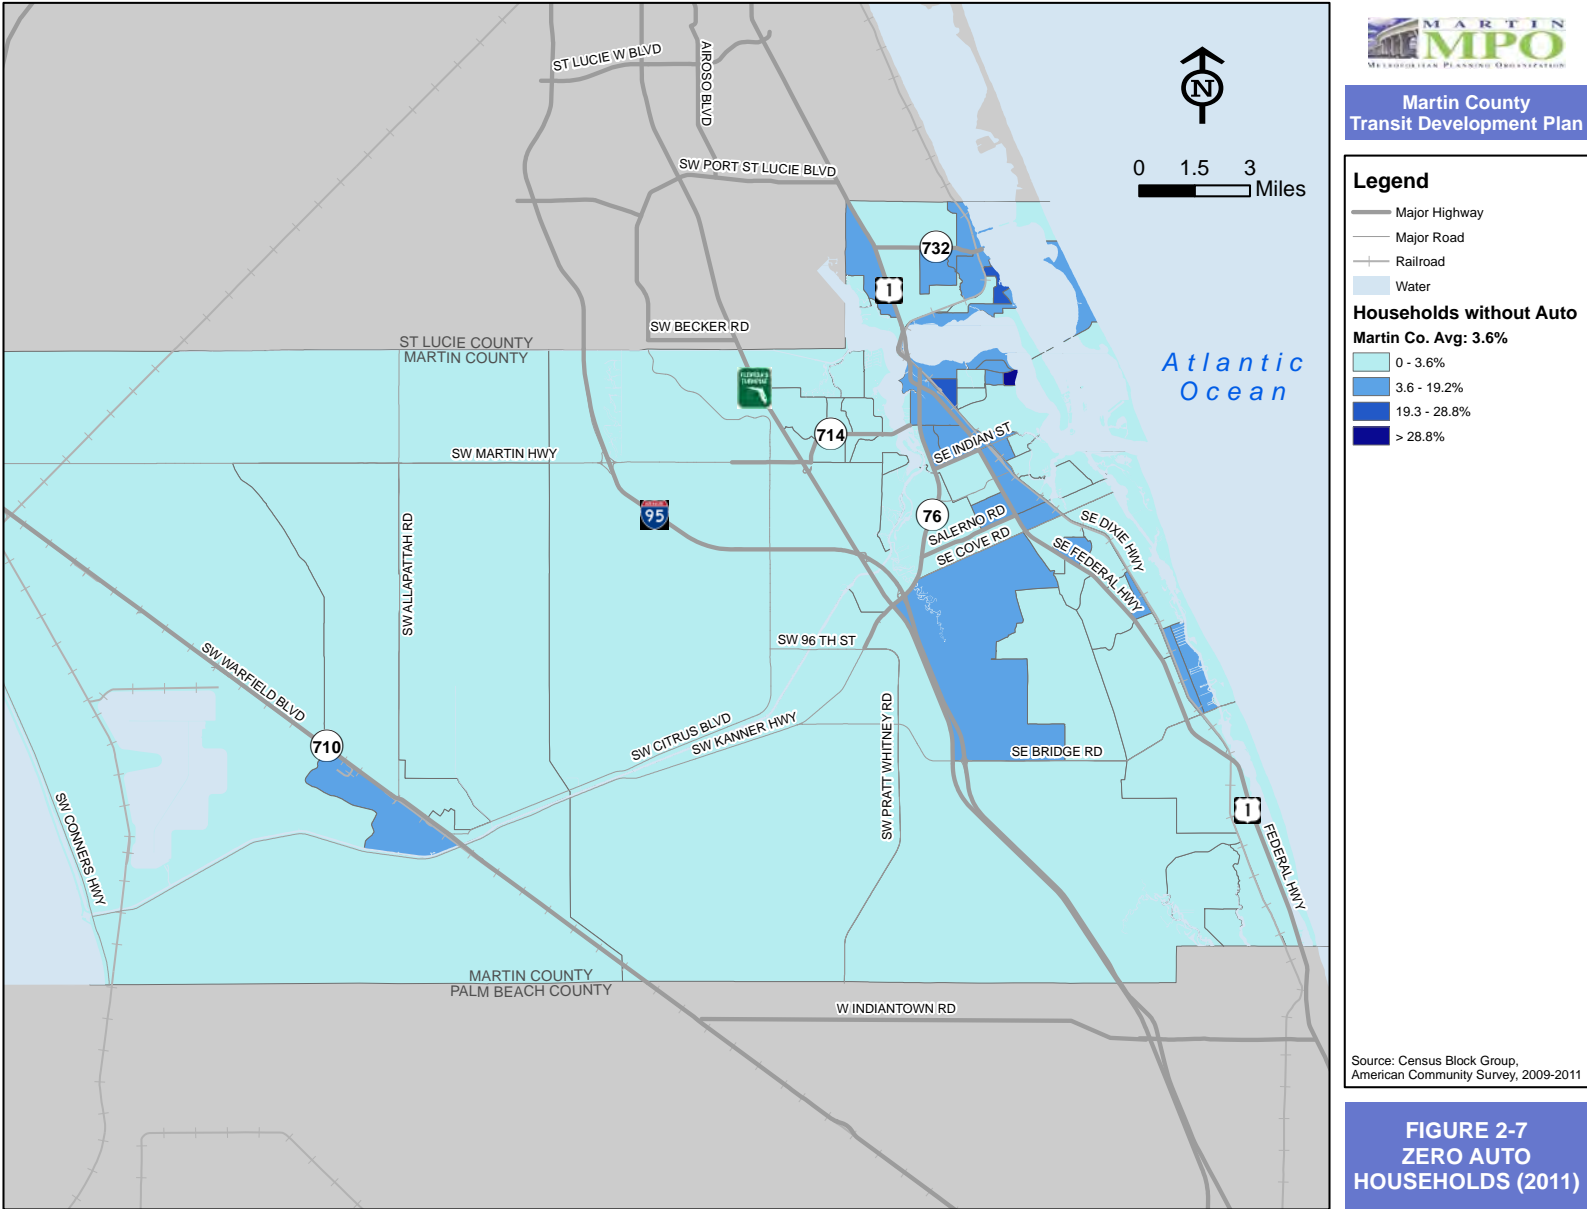 ST LUCIE W BLVD
AIROSO BLVD
SW PORT ST LUCIE BLVD
N
0 1.5 3
Miles
732
1
SW BECKER RD
ST LUCIE COUNTY
MARTIN COUNTY
FLORIDA'S
TURNPIKE
Atlantic
Ocean
714
SE INDIAN ST
SW MARTIN HWY
INTERSTATE
95
76
SALERNO RD
SE COVE RD
SE DIXIE HWY
SE FEDERAL HWY
SW ALLAPATTAH RD
SW 96 TH ST
SW WARFIELD BLVD
710
SW CITRUS BLVD
SW KANNER HWY
SW PRATT WHITNEY RD
SE BRIDGE RD
SW CONNERS HWY
1
FEDERAL HWY
MARTIN COUNTY
PALM BEACH COUNTY
W INDIANTOWN RD
MARTIN
MPO
METROPOLITAN PLANNING ORGANIZATION
Martin County
Transit Development Plan
Legend
Major Highway
Major Road
Railroad
Water
Households without Auto
Martin Co. Avg: 3.6%
0 - 3.6%
3.6 - 19.2%
19.3 - 28.8%
> 28.8%
Source: Census Block Group,
American Community Survey, 2009-2011
FIGURE 2-7
ZERO AUTO
HOUSEHOLDS (2011)